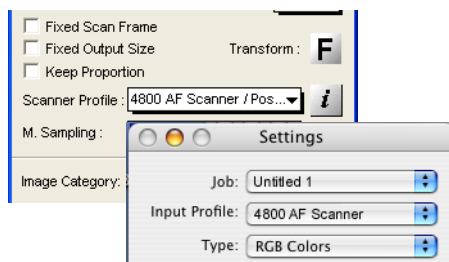 Fixed Scan Frame
Fixed Output Size
Transform : F
Keep Proportion
Scanner Profile : 4800 AF Scanner / Pos...
i
M. Sampling :
Image Category:
Settings
Job: Untitled 1
Input Profile: 4800 AF Scanner
Type: RGB Colors